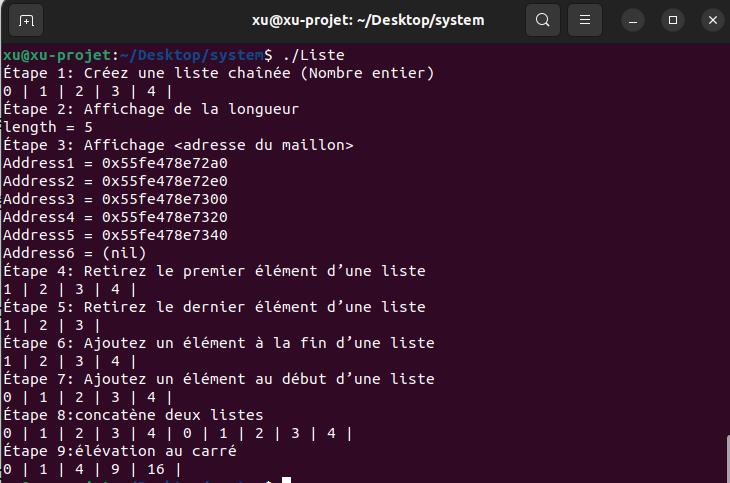 xu@xu-projet: ~/Desktop/system
xu@xu-projet:~/Desktop/system$ ./Liste
Étape 1: Créez une liste chaînée (Nombre entier)
0 | 1 | 2 | 3 | 4 |
Étape 2: Affichage de la longueur
length = 5
Étape 3: Affichage <adresse du maillon>
Address1 = 0x55fe478e72a0
Address2 = 0x55fe478e72e0
Address3 = 0x55fe478e7300
Address4 = 0x55fe478e7320
Address5 = 0x55fe478e7340
Address6 = (nil)
Étape 4: Retirez le premier élément d’une liste
1 | 2 | 3 | 4 |
Étape 5: Retirez le dernier élément d’une liste
1 | 2 | 3 |
Étape 6: Ajoutez un élément à la fin d’une liste
1 | 2 | 3 | 4 |
Étape 7: Ajoutez un élément au début d’une liste
0 | 1 | 2 | 3 | 4 |
Étape 8:concatène deux listes
0 | 1 | 2 | 3 | 4 | 0 | 1 | 2 | 3 | 4 |
Étape 9:élévation au carré
0 | 1 | 4 | 9 | 16 |